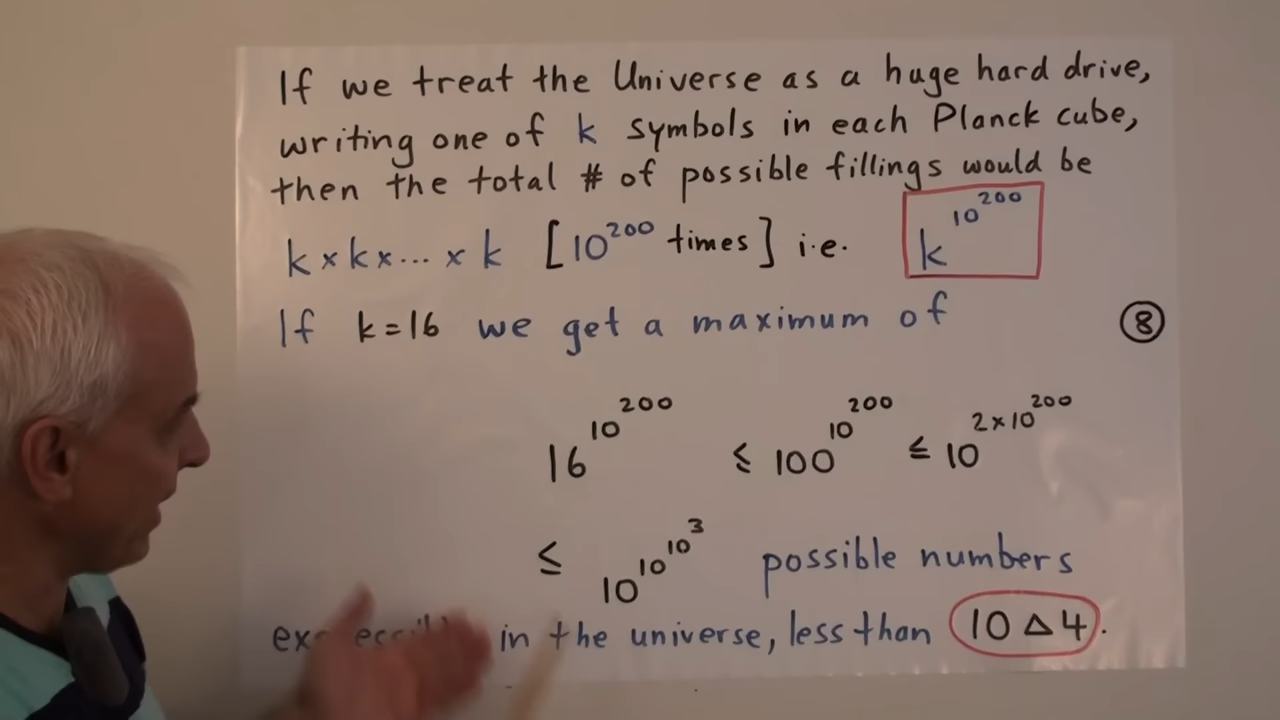 If we treat the Universe as a huge hard drive,
writing one of k symbols in each Planck cube,
then the total # of possible fillings would be
k × k × ... × k [10²⁰⁰ times] i.e. k^10^200
If k=16 we get a maximum of
⑧
16^10^200 ≤ 100^10^200 ≤ 10^2×10^200
≤ 10^10^10^3 possible numbers
in the universe, less than 10 △ 4.